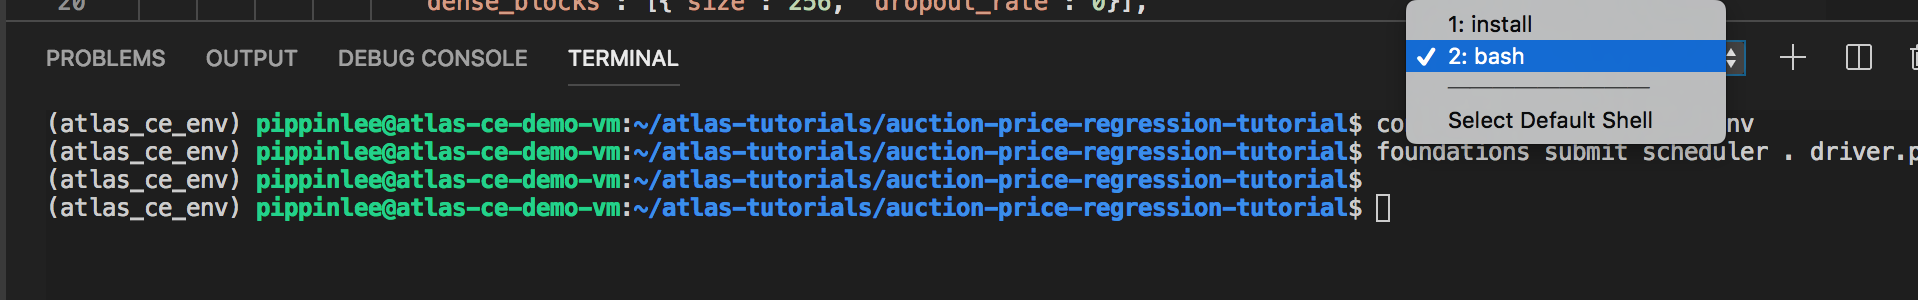 20 "dense_blocks": [{"size": 256, "dropout_rate": 0}],
PROBLEMS OUTPUT DEBUG CONSOLE TERMINAL
1: install
✓ 2: bash
Select Default Shell
(atlas_ce_env) pippinlee@atlas-ce-demo-vm:~/atlas-tutorials/auction-price-regression-tutorial$ co nv
(atlas_ce_env) pippinlee@atlas-ce-demo-vm:~/atlas-tutorials/auction-price-regression-tutorial$ foundations submit scheduler . driver.p
(atlas_ce_env) pippinlee@atlas-ce-demo-vm:~/atlas-tutorials/auction-price-regression-tutorial$
(atlas_ce_env) pippinlee@atlas-ce-demo-vm:~/atlas-tutorials/auction-price-regression-tutorial$